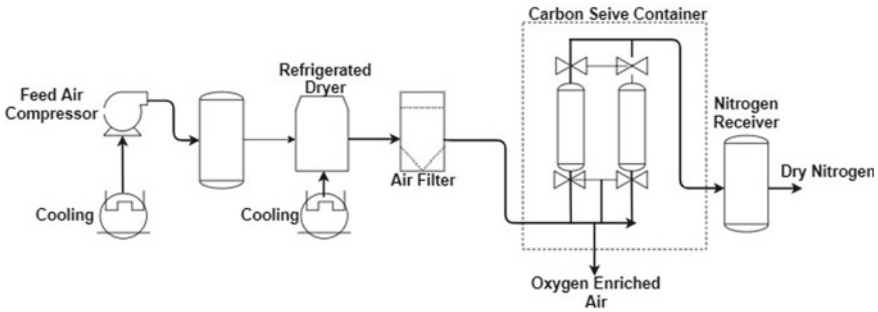 Carbon Seive Container
Refrigerated
Dryer
Feed Air
Compressor
Nitrogen
Receiver
Dry Nitrogen
Air Filter
Cooling
Cooling
Oxygen Enriched
Air